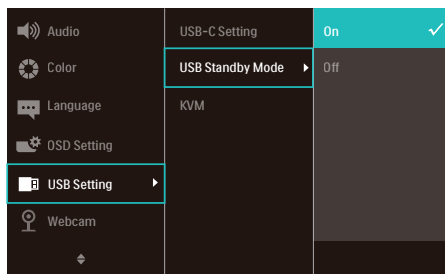 Audio
Color
Language
OSD Setting
USB Setting
Webcam
USB-C Setting
USB Standby Mode
KVM
On
Off